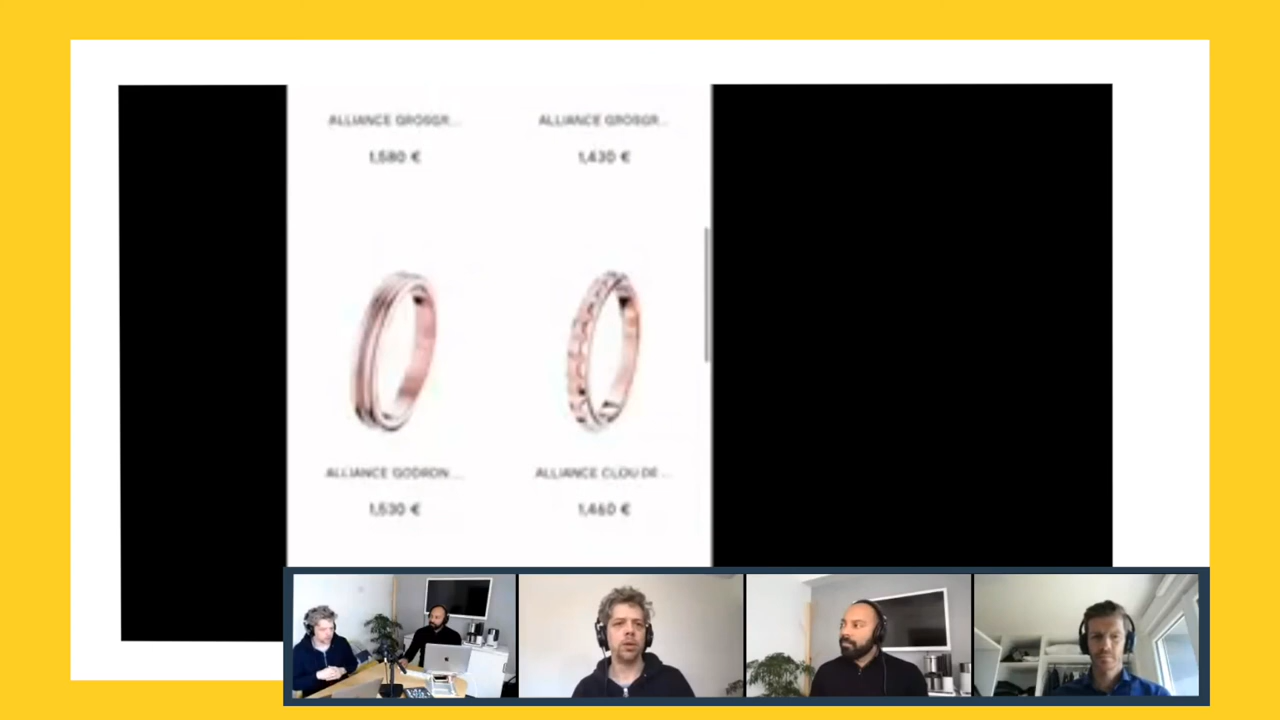 ALLIANCE GROSGR... ALLIANCE GROSGR...
1,580 € 1,430 €
ALLIANCE GODRON ... ALLIANCE CLOU DE ...
1,530 € 1,460 €